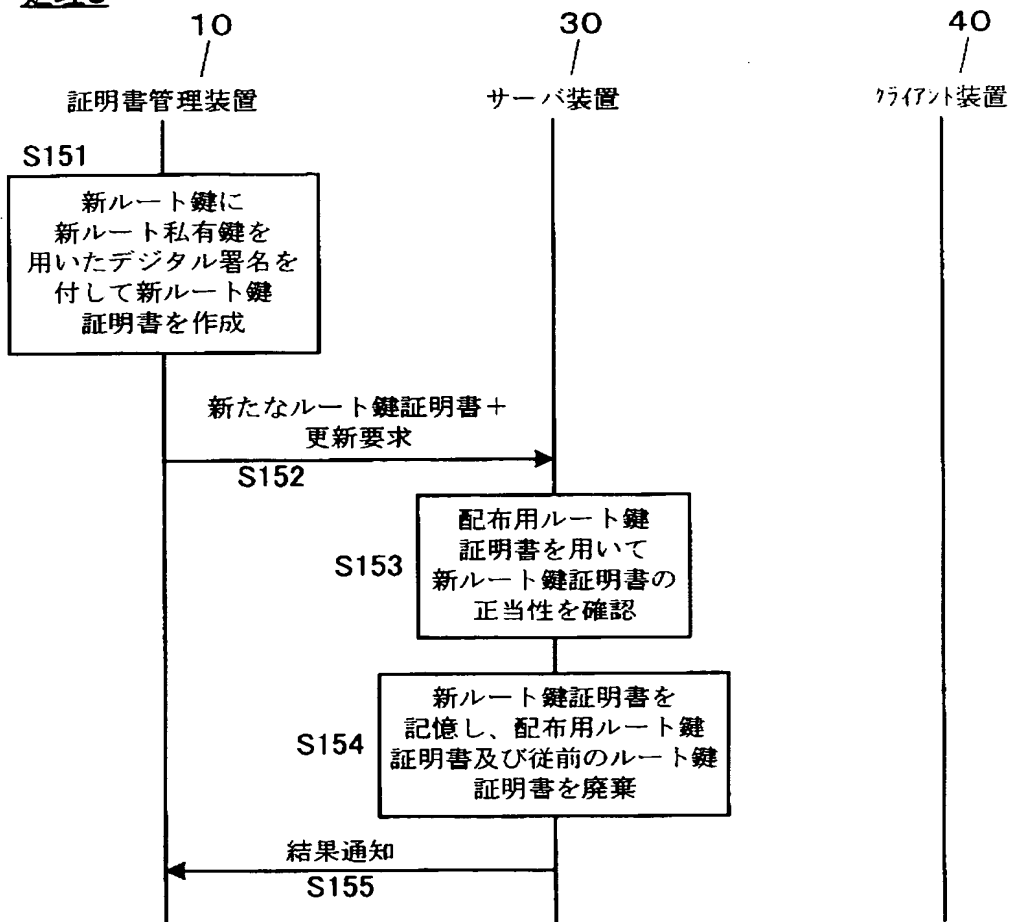 10
30
40
証明書管理装置
サーバ装置
クライアント装置
S151
新ルート鍵に
新ルート私有鍵を
用いたデジタル署名を
付して新ルート鍵
証明書を作成
新たなルート鍵証明書＋
更新要求
S152
S153
配布用ルート鍵
証明書を用いて
新ルート鍵証明書の
正当性を確認
S154
新ルート鍵証明書を
記憶し、配布用ルート鍵
証明書及び従前のルート鍵
証明書を廃棄
結果通知
S155